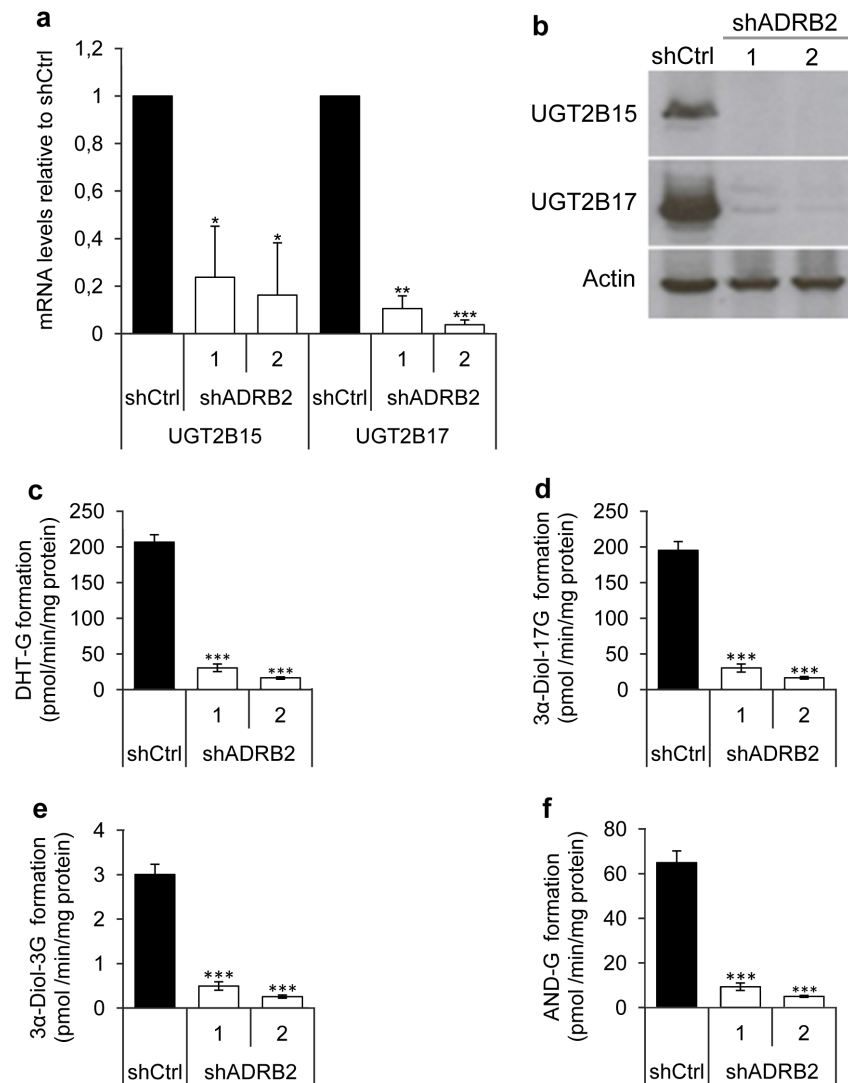 a
mRNA levels relative to shCtrl
1,2
1
0,8
0,6
0,4
0,2
0
*
*
**
***
1 2 1 2
shCtrl shADRB2 shCtrl shADRB2
UGT2B15 UGT2B17
b
shADRB2
shCtrl 1 2
UGT2B15
UGT2B17
Actin
c
DHT-G formation
(pmol/min/mg protein)
250
200
150
100
50
0
***
***
1 2
shCtrl shADRB2
d
3α-Diol-17G formation
(pmol /min/mg protein)
250
200
150
100
50
0
***
***
1 2
shCtrl shADRB2
e
3α-Diol-3G formation
(pmol /min/mg protein)
4
3
2
1
0
***
***
1 2
shCtrl shADRB2
f
AND-G formation
(pmol /min/mg protein)
80
60
40
20
0
***
***
1 2
shCtrl shADRB2